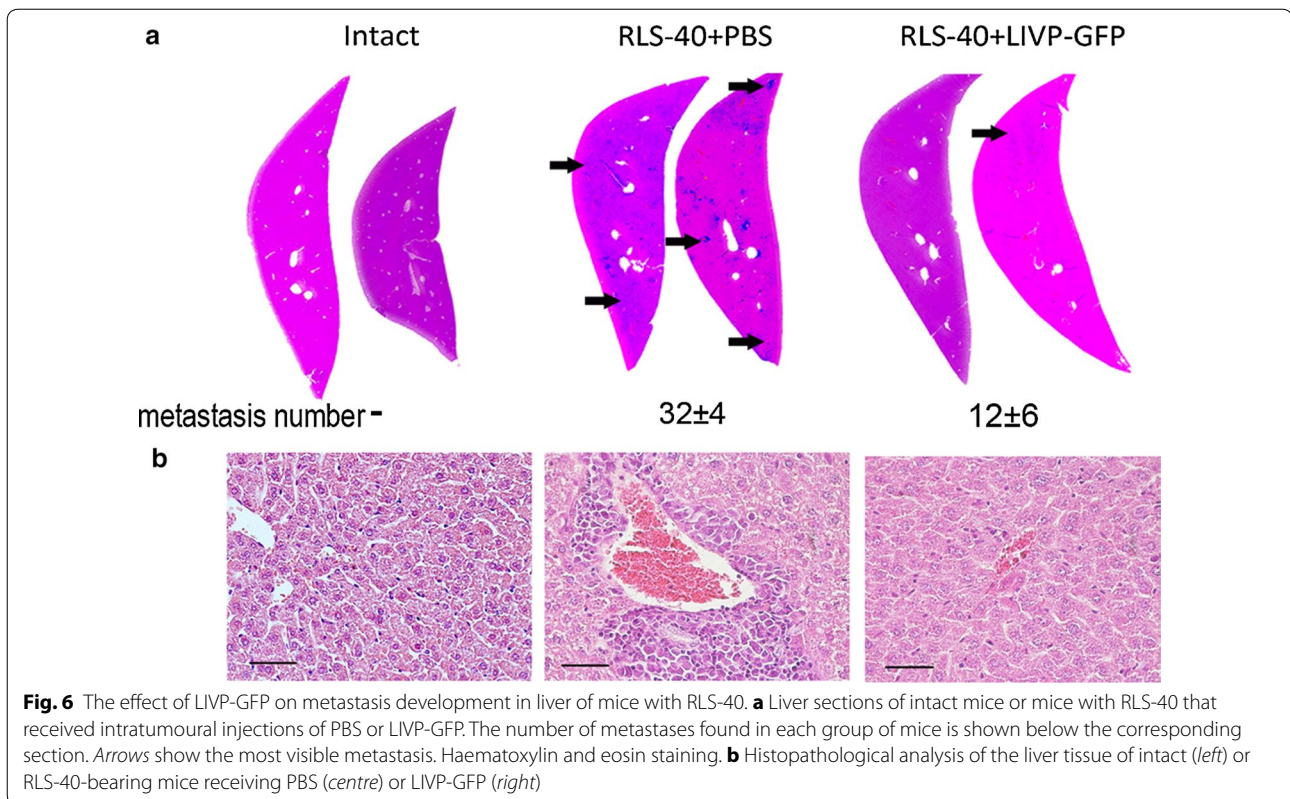 a
Intact RLS-40+PBS RLS-40+LIVP-GFP
metastasis number - 32±4 12±6
b
Fig. 6 The effect of LIVP-GFP on metastasis development in liver of mice with RLS-40. a Liver sections of intact mice or mice with RLS-40 that
received intratumoural injections of PBS or LIVP-GFP. The number of metastases found in each group of mice is shown below the corresponding
section. Arrows show the most visible metastasis. Haematoxylin and eosin staining. b Histopathological analysis of the liver tissue of intact (left) or
RLS-40-bearing mice receiving PBS (centre) or LIVP-GFP (right)